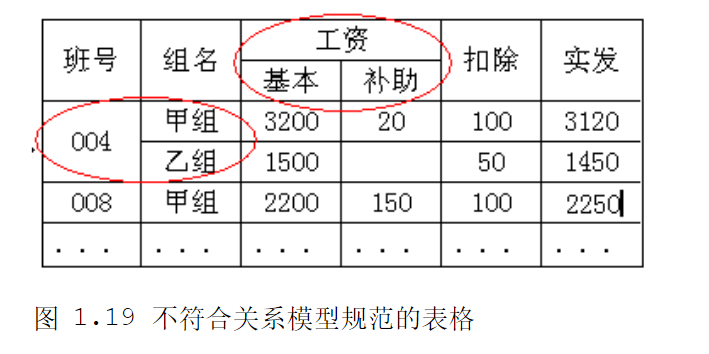 班号 组名 工资 扣除 实发
基本 补助
004 甲组 3200 20 100 3120
乙组 1500 50 1450
008 甲组 2200 150 100 2250
... ... ... ... ... ...
图 1.19 不符合关系模型规范的表格